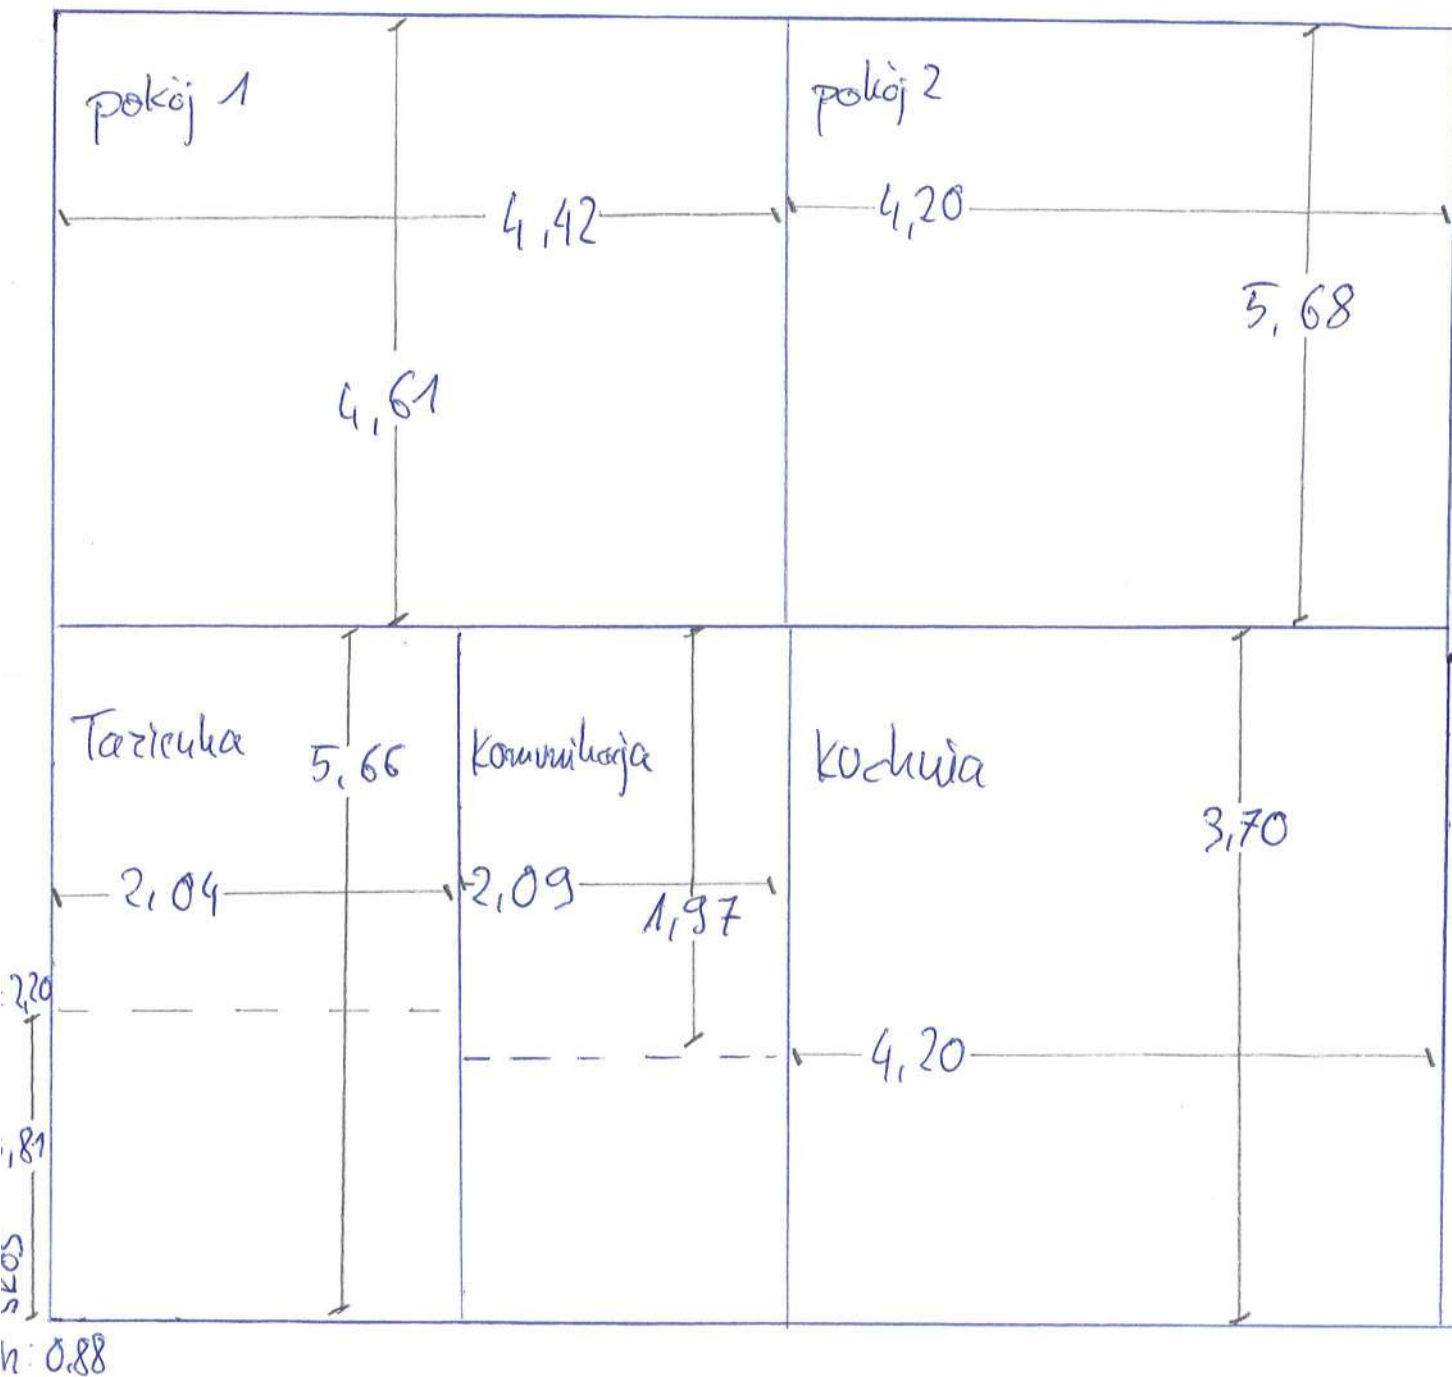 pokój 1
pokój 2
4,42
4,20
5,68
4,61
Łazienka
5,66
Komunikacja
Kuchnia
3,70
2,04
2,09
1,97
2,20
4,20
,81
SKOS
h: 0,88